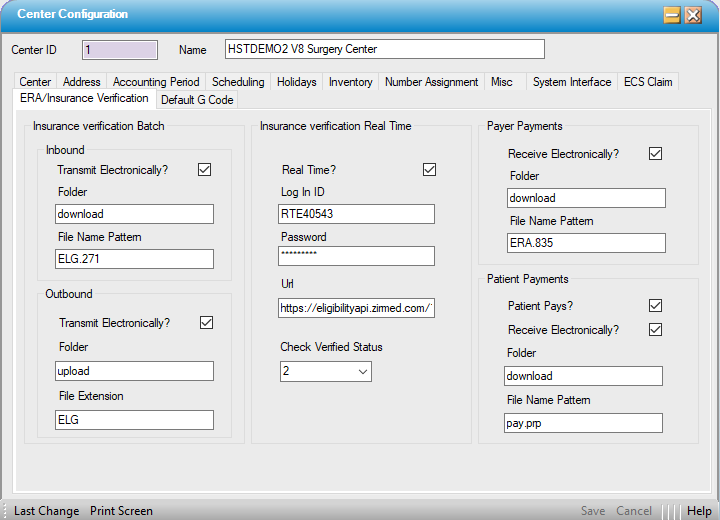 Center Configuration
Center ID 1 Name HSTDEMO2 V8 Surgery Center
Center Address Accounting Period Scheduling Holidays Inventory Number Assignment Misc System Interface ECS Claim
ERA/Insurance Verification Default G Code
Insurance verification Batch
Inbound
Transmit Electronically?
Folder
download
File Name Pattern
ELG.271
Outbound
Transmit Electronically?
Folder
upload
File Extension
ELG
Insurance verification Real Time
Real Time?
Log In ID
RTE40543
Password
*********
Url
https://eligibilityapi.zirmed.com/
Check Verified Status
2
Payer Payments
Receive Electronically?
Folder
download
File Name Pattern
ERA.835
Patient Payments
Patient Pays?
Receive Electronically?
Folder
download
File Name Pattern
pay.prp
Last Change Print Screen Save Cancel Help